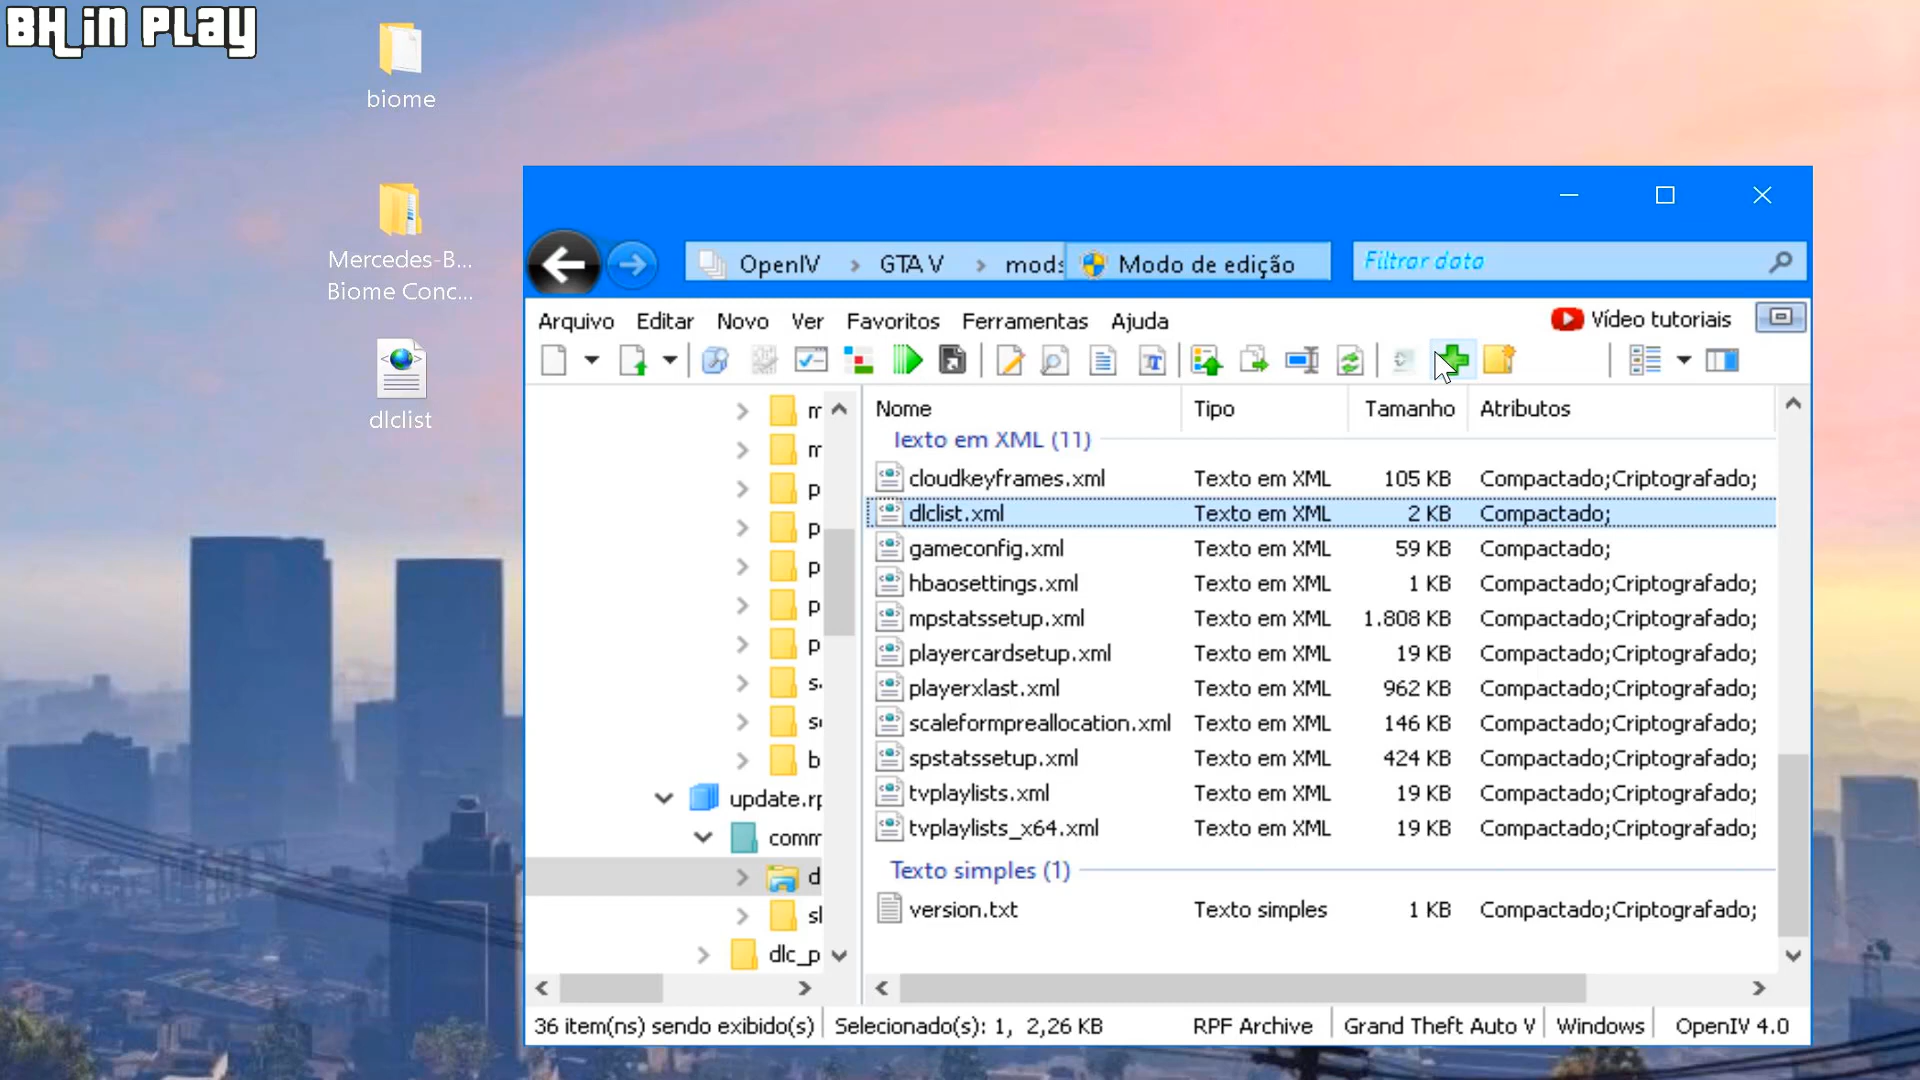 BH in PLay
biome
Mercedes-B...
Biome Conc...
dlclist
OpenIV
GTA V
mods
Modo de edição
Filtrar data
Arquivo Editar Novo Ver Favoritos Ferramentas Ajuda
Vídeo tutoriais
m
m
p
p
p
p
p
s
s
b
update.rp
comm
d
sl
dlc_p
Nome Tipo Tamanho Atributos
Texto em XML (11)
cloudkeyframes.xml Texto em XML 105 KB Compactado;Criptografado;
dlclist.xml Texto em XML 2 KB Compactado;
gameconfig.xml Texto em XML 59 KB Compactado;
hbaosettings.xml Texto em XML 1 KB Compactado;Criptografado;
mpstatssetup.xml Texto em XML 1.808 KB Compactado;Criptografado;
playercardsetup.xml Texto em XML 19 KB Compactado;Criptografado;
playerxlast.xml Texto em XML 962 KB Compactado;Criptografado;
scaleformpreallocation.xml Texto em XML 146 KB Compactado;Criptografado;
spstatssetup.xml Texto em XML 424 KB Compactado;Criptografado;
tvplaylists.xml Texto em XML 19 KB Compactado;Criptografado;
tvplaylists_x64.xml Texto em XML 19 KB Compactado;Criptografado;
Texto simples (1)
version.txt Texto simples 1 KB Compactado;Criptografado;
36 item(ns) sendo exibido(s) Selecionado(s): 1, 2,26 KB RPF Archive Grand Theft Auto V Windows OpenIV 4.0